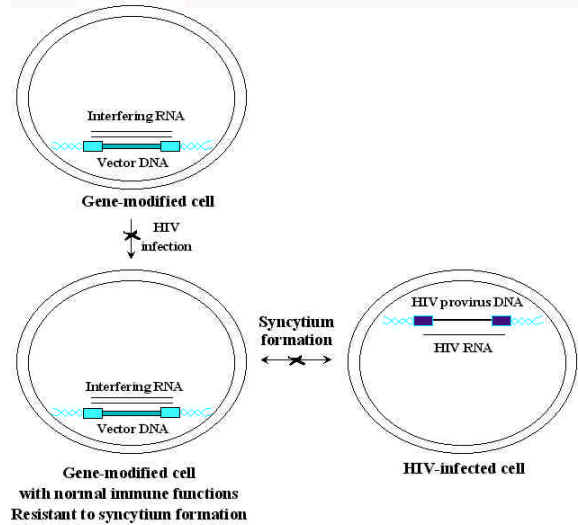 Interfering RNA
Vector DNA
Gene-modified cell
HIV
infection
Syncytium
formation
HIV provirus DNA
HIV RNA
Interfering RNA
Vector DNA
Gene-modified cell
with normal immune functions
Resistant to syncytium formation
HIV-infected cell